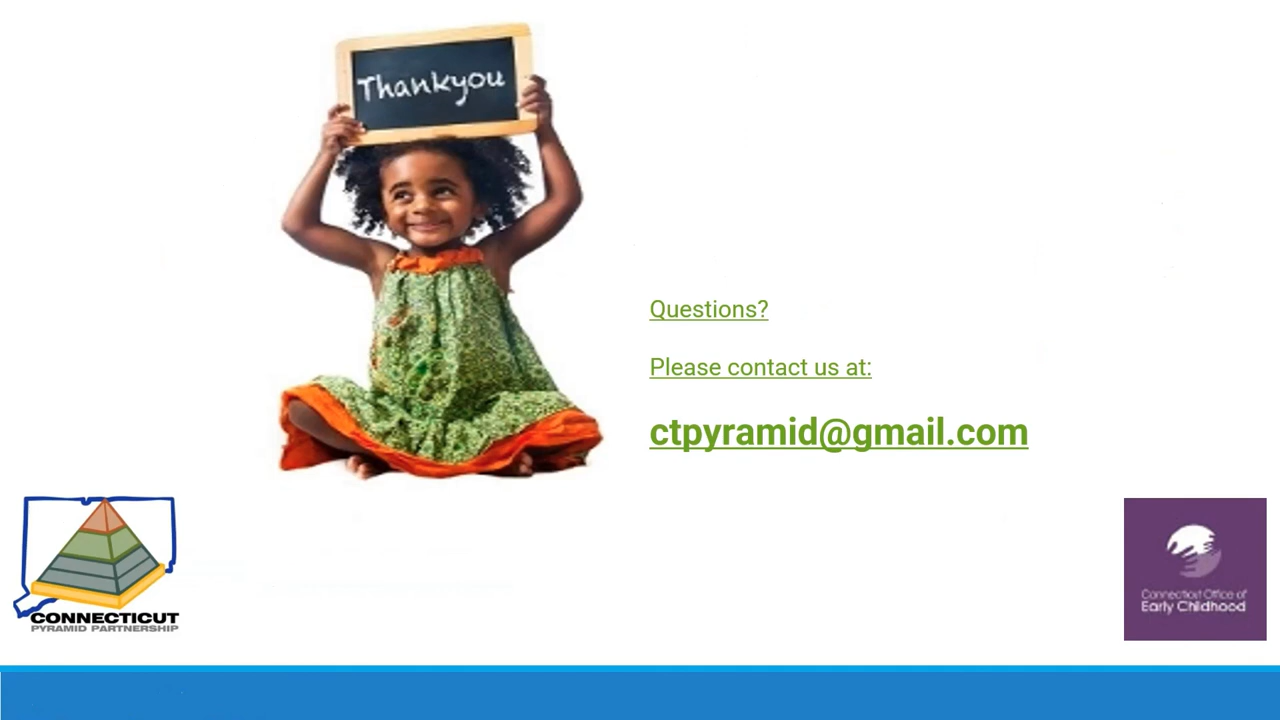 Thankyou
Questions?
Please contact us at:
ctpyramid@gmail.com
CONNECTICUT
PYRAMID PARTNERSHIP
Connecticut Office of
Early Childhood